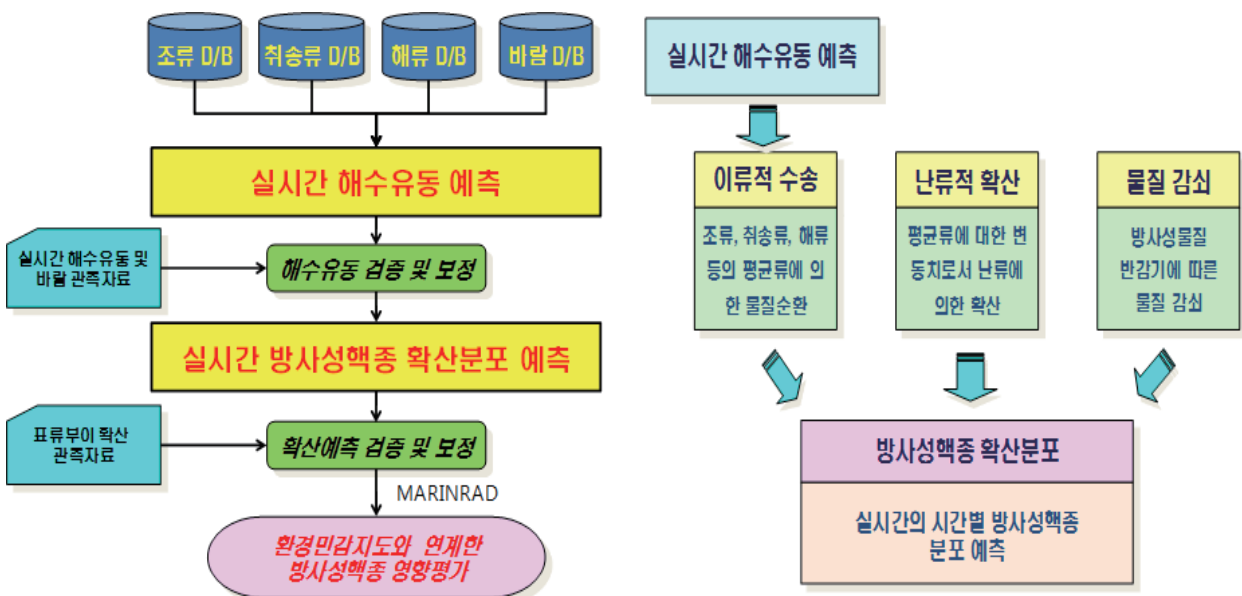 조류 D/B
취송류 D/B
해류 D/B
바람 D/B
실시간 해수유동 예측
실시간 해수유동 및
바람 관측자료
해수유동 검증 및 보정
실시간 방사성핵종 확산분포 예측
표류부이 확산
관측자료
확산예측 검증 및 보정
MARINRAD
환경민감지도와 연계한
방사성핵종 영향평가
실시간 해수유동 예측
이류적 수송
조류, 취송류, 해류
등의 평균류에 의
한 물질순환
난류적 확산
평균류에 대한 변
동치로서 난류에
의한 확산
물질 감쇠
방사성물질
반감기에 따른
물질 감쇠
방사성핵종 확산분포
실시간의 시간별 방사성핵종
분포 예측